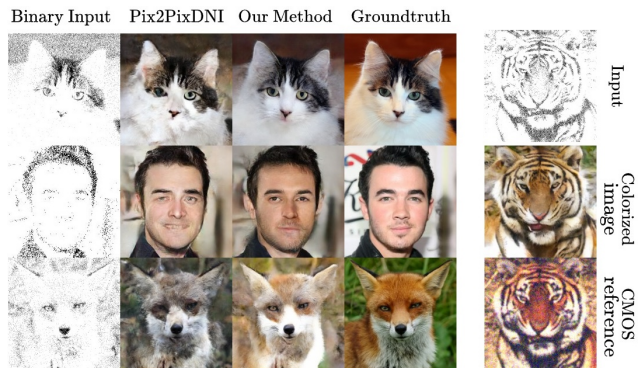 Binary Input Pix2PixDNI Our Method Groundtruth
Input
Colorized
image
CMOS
reference